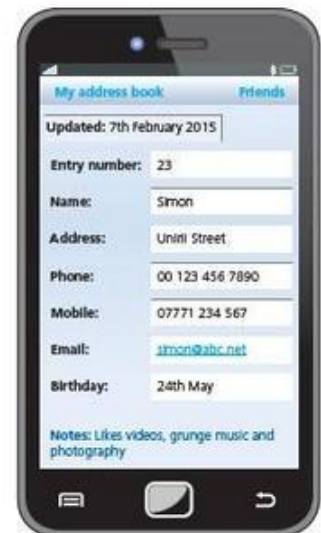 My address book Friends
Updated: 7th February 2015
Entry number: 23
Name: Simon
Address: Unirii Street
Phone: 00 123 456 7890
Mobile: 07771 234 567
Email: simon@abc.net
Birthday: 24th May
Notes: Likes videos, grunge music and
photography